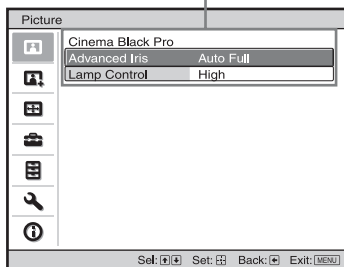 Picture
Cinema Black Pro
Advanced Iris Auto Full
Lamp Control High
Sel: Set: Back: Exit: MENU